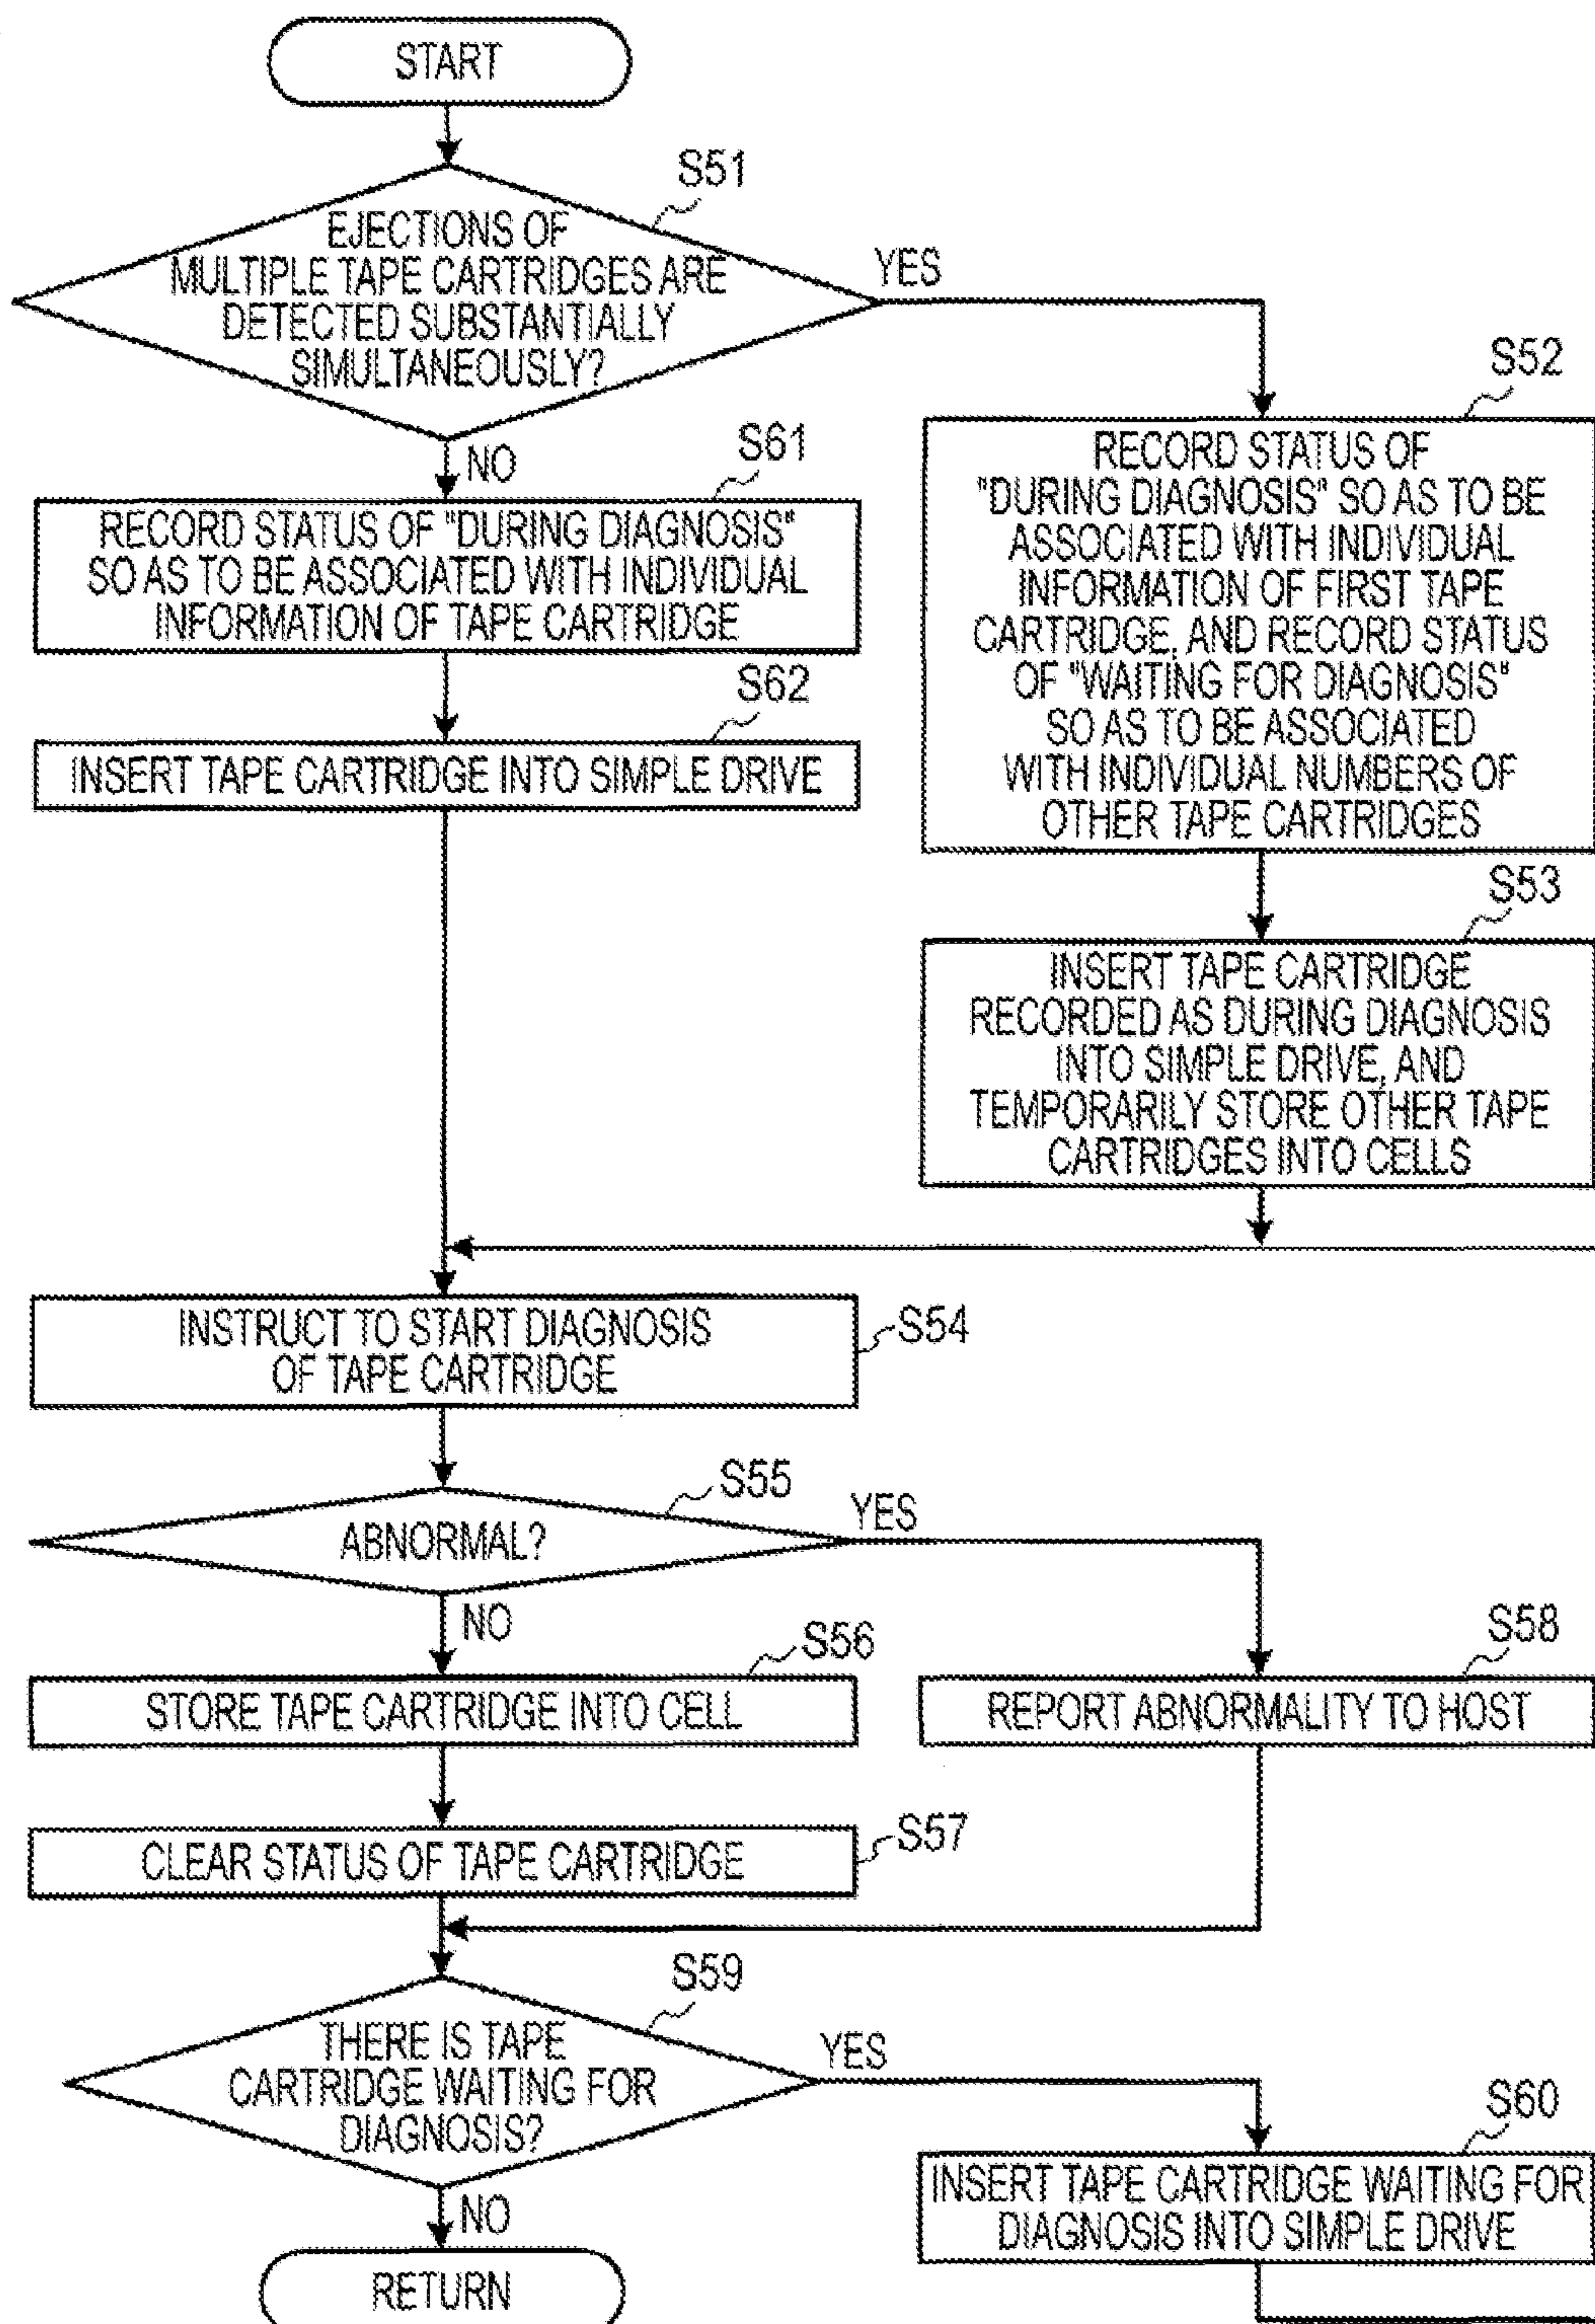 START
S51
EJECTIONS OF
MULTIPLE TAPE CARTRIDGES ARE
DETECTED SUBSTANTIALLY
SIMULTANEOUSLY?
YES
NO
S52
RECORD STATUS OF
"DURING DIAGNOSIS" SO AS TO BE
ASSOCIATED WITH INDIVIDUAL
INFORMATION OF FIRST TAPE
CARTRIDGE, AND RECORD STATUS
OF "WAITING FOR DIAGNOSIS"
SO AS TO BE ASSOCIATED
WITH INDIVIDUAL NUMBERS OF
OTHER TAPE CARTRIDGES
S61
RECORD STATUS OF "DURING DIAGNOSIS"
SO AS TO BE ASSOCIATED WITH INDIVIDUAL
INFORMATION OF TAPE CARTRIDGE
S62
INSERT TAPE CARTRIDGE INTO SIMPLE DRIVE
S53
INSERT TAPE CARTRIDGE
RECORDED AS DURING DIAGNOSIS
INTO SIMPLE DRIVE, AND
TEMPORARILY STORE OTHER TAPE
CARTRIDGES INTO CELLS
INSTRUCT TO START DIAGNOSIS
OF TAPE CARTRIDGE
S54
S55
ABNORMAL?
YES
NO
S56
STORE TAPE CARTRIDGE INTO CELL
S58
REPORT ABNORMALITY TO HOST
CLEAR STATUS OF TAPE CARTRIDGE
S57
S59
THERE IS TAPE
CARTRIDGE WAITING FOR
DIAGNOSIS?
YES
NO
S60
INSERT TAPE CARTRIDGE WAITING FOR
DIAGNOSIS INTO SIMPLE DRIVE
RETURN